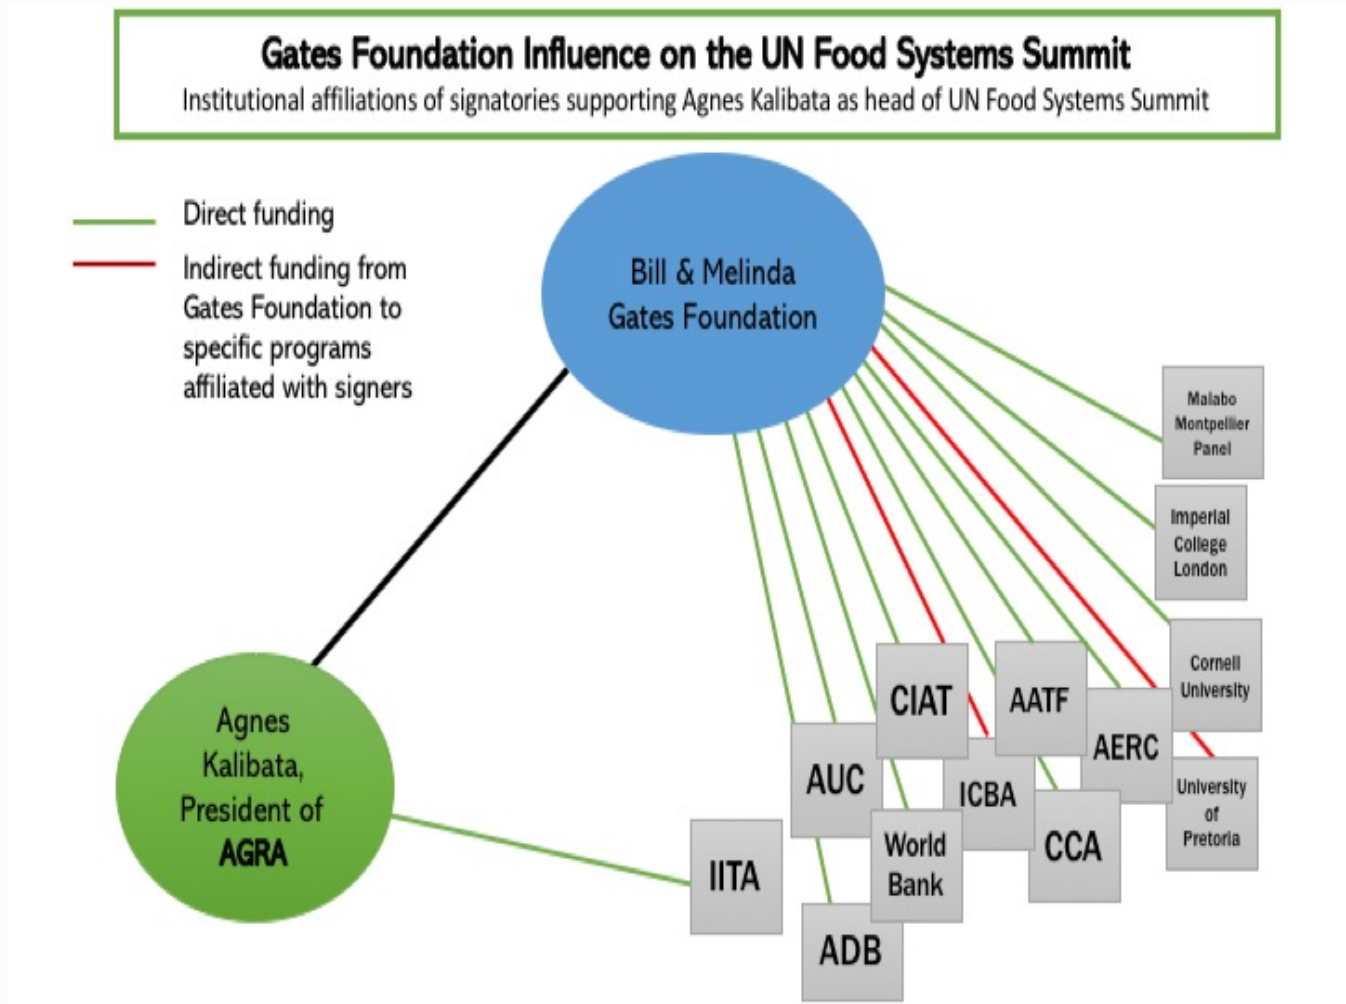 Gates Foundation Influence on the UN Food Systems Summit
Institutional affiliations of signatories supporting Agnes Kalibata as head of UN Food Systems Summit
Direct funding
Indirect funding from
Gates Foundation to
specific programs
affiliated with signers
Bill & Melinda
Gates Foundation
Malabo
Montpellier
Panel
Imperial
College
London
Cornell
University
University
of
Pretoria
AERC
AATF
CCA
ICBA
CIAT
World
Bank
AUC
ADB
IITA
Agnes
Kalibata,
President of
AGRA